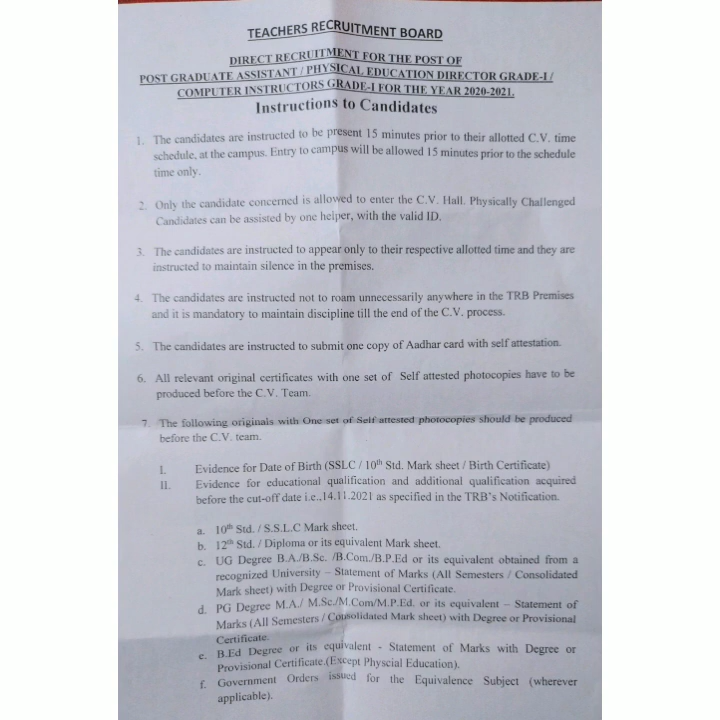 TEACHERS RECRUITMENT BOARD
DIRECT RECRUITMENT FOR THE POST OF
POST GRADUATE ASSISTANT / PHYSICAL EDUCATION DIRECTOR GRADE-I /
COMPUTER INSTRUCTORS GRADE-I FOR THE YEAR 2020-2021.
Instructions to Candidates
1. The candidates are instructed to be present 15 minutes prior to their allotted C.V. time
schedule, at the campus. Entry to campus will be allowed 15 minutes prior to the schedule
time only.
2. Only the candidate concerned is allowed to enter the C.V. Hall. Physically Challenged
Candidates can be assisted by one helper, with the valid ID.
3. The candidates are instructed to appear only to their respective allotted time and they are
instructed to maintain silence in the premises.
4. The candidates are instructed not to roam unnecessarily anywhere in the TRB Premises
and it is mandatory to maintain discipline till the end of the C.V. process.
5. The candidates are instructed to submit one copy of Aadhar card with self attestation.
6. All relevant original certificates with one set of Self attested photocopies have to be
produced before the C.V. Team.
7. The following originals with One set of Self attested photocopies should be produced
before the C.V. team.
I. Evidence for Date of Birth (SSLC / 10th Std. Mark sheet / Birth Certificate)
II. Evidence for educational qualification and additional qualification acquired
before the cut-off date i.e.,14.11.2021 as specified in the TRB's Notification.
a. 10th Std. / S.S.L.C Mark sheet.
b. 12th Std. / Diploma or its equivalent Mark sheet.
c. UG Degree B.A./B.Sc. /B.Com./B.P.Ed or its equivalent obtained from a
recognized University – Statement of Marks (All Semesters / Consolidated
Mark sheet) with Degree or Provisional Certificate.
d. PG Degree M.A./ M.Sc./M.Com/M.P.Ed. or its equivalent – Statement of
Marks (All Semesters / Consolidated Mark sheet) with Degree or Provisional
Certificate.
e. B.Ed Degree or its equivalent - Statement of Marks with Degree or
Provisional Certificate.(Except Physcial Education).
f. Government Orders issued for the Equivalence Subject (wherever
applicable).